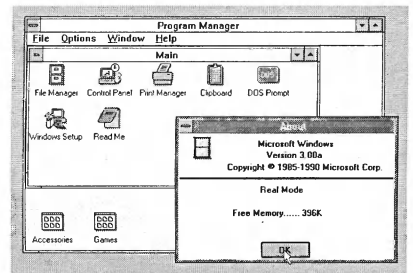 Program Manager
File Options Window Help
Main
File Manager Control Panel Print Manager Clipboard DOS Prompt
Windows Setup Read Me
About
Microsoft Windows
Version 3.00a
Copyright © 1985-1990 Microsoft Corp.
Real Mode
Free Memory...... 396K
OK
Accessories Games